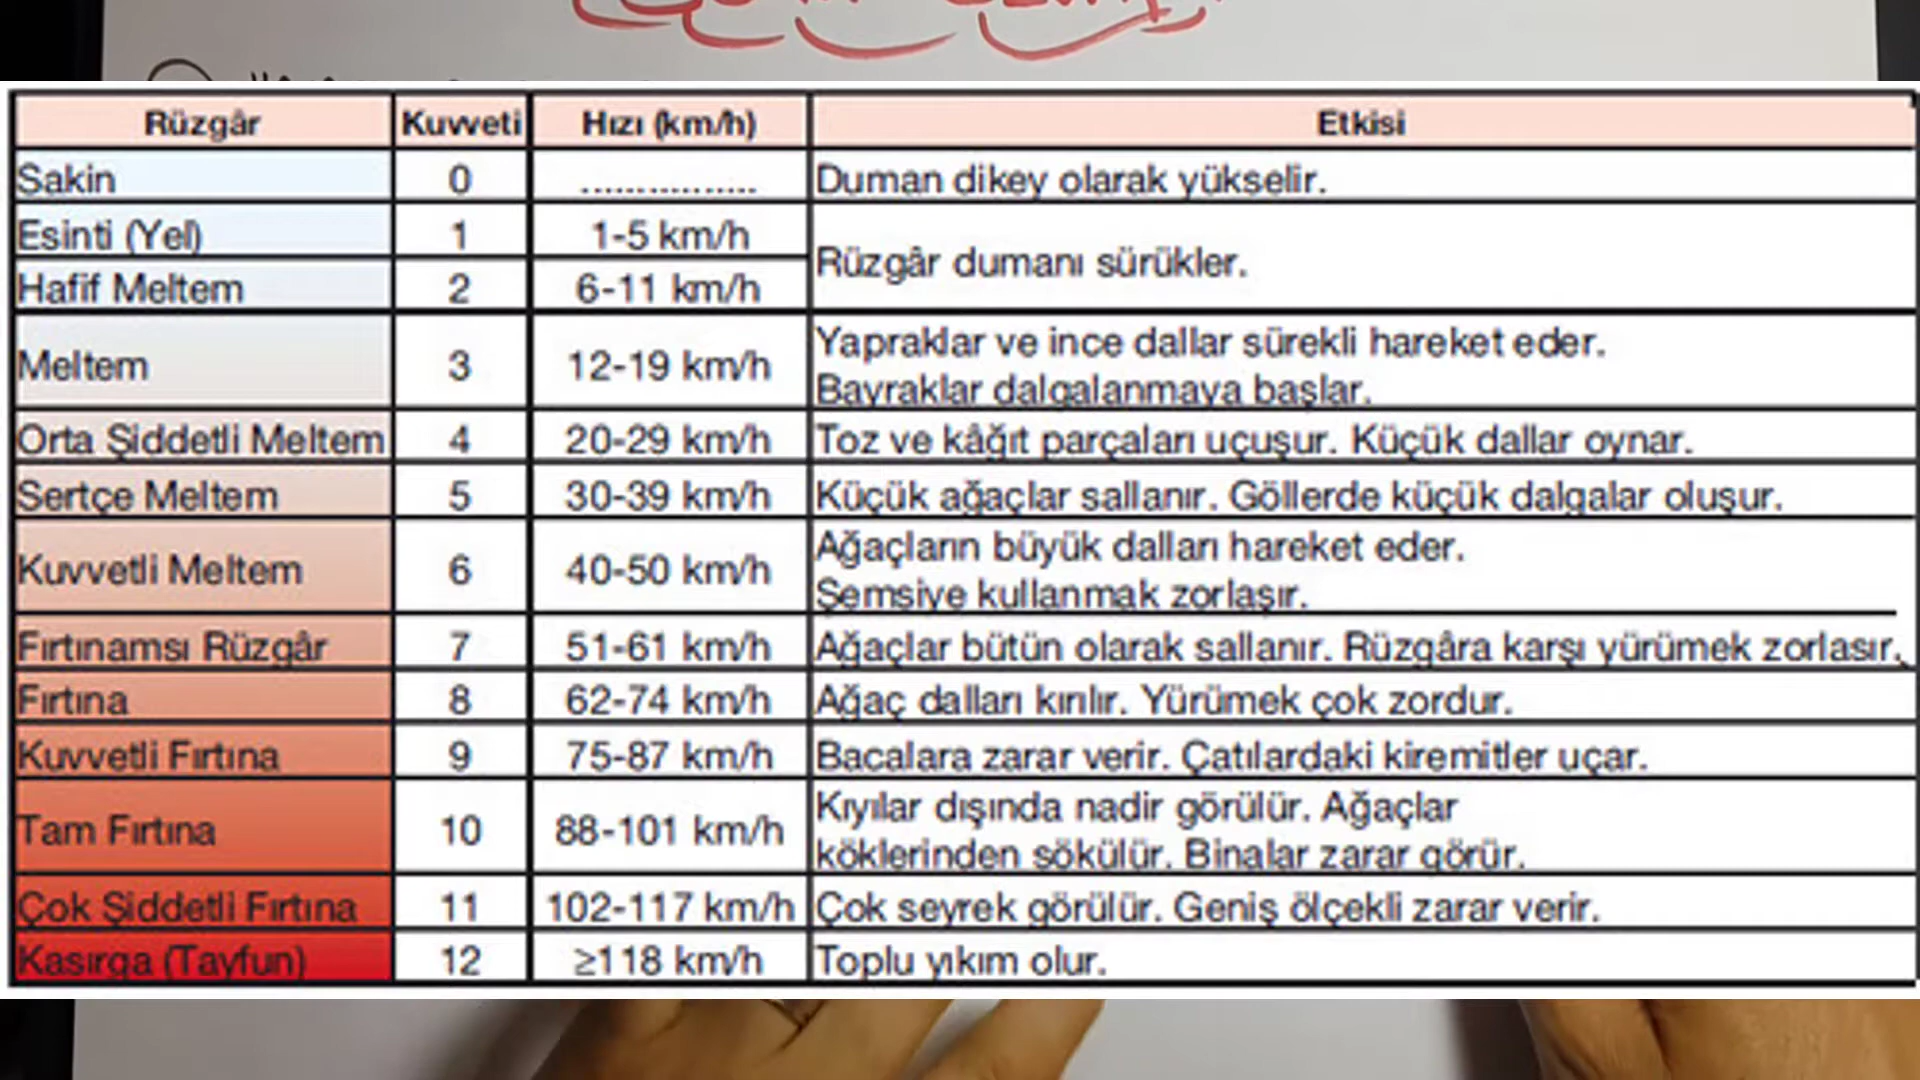 Rüzgâr Kuvveti Hızı (km/h) Etkisi
Sakin 0 ................ Duman dikey olarak yükselir.
Esinti (Yel) 1 1-5 km/h
Rüzgâr dumanı sürükler.
Hafif Meltem 2 6-11 km/h
Meltem 3 12-19 km/h Yapraklar ve ince dallar sürekli hareket eder.
Bayraklar dalgalanmaya başlar.
Orta Şiddetli Meltem 4 20-29 km/h Toz ve kâğıt parçaları uçuşur. Küçük dallar oynar.
Sertçe Meltem 5 30-39 km/h Küçük ağaçlar sallanır. Göllerde küçük dalgalar oluşur.
Kuvvetli Meltem 6 40-50 km/h Ağaçların büyük dalları hareket eder.
Şemsiye kullanmak zorlaşır.
Fırtınamsı Rüzgâr 7 51-61 km/h Ağaçlar bütün olarak sallanır. Rüzgâra karşı yürümek zorlasır.
Fırtına 8 62-74 km/h Ağaç dalları kırılır. Yürümek çok zordur.
Kuvvetli Fırtına 9 75-87 km/h Bacalara zarar verir. Çatılardaki kiremitler uçar.
Tam Fırtına 10 88-101 km/h Kıyılar dışında nadir görülür. Ağaçlar
köklerinden sökülür. Binalar zarar görür.
Çok Şiddetli Fırtına 11 102-117 km/h Çok seyrek görülür. Geniş ölçekli zarar verir.
Kasırga (Tayfun) 12 ≥118 km/h Toplu yıkım olur.